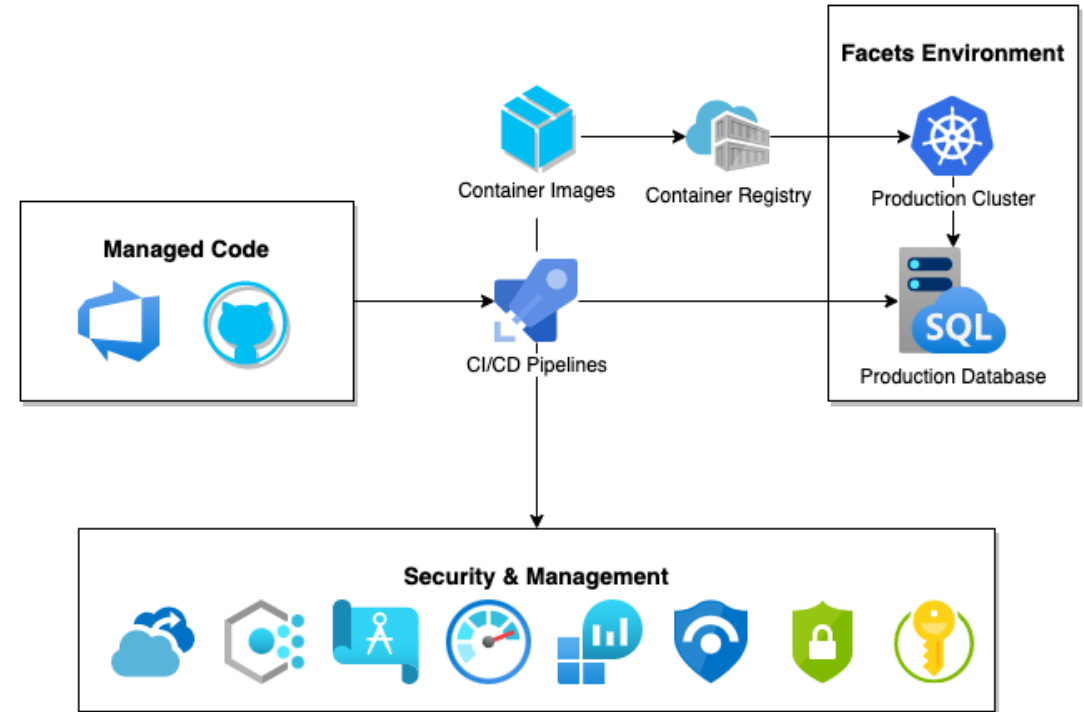 Facets Environment
Container Images
Container Registry
Production Cluster
Managed Code
CI/CD Pipelines
SQL
Production Database
Security & Management